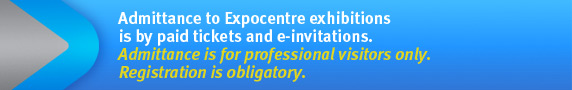 Admittance to Expocentre exhibitions
is by paid tickets and e-invitations.
Admittance is for professional visitors only.
Registration is obligatory.